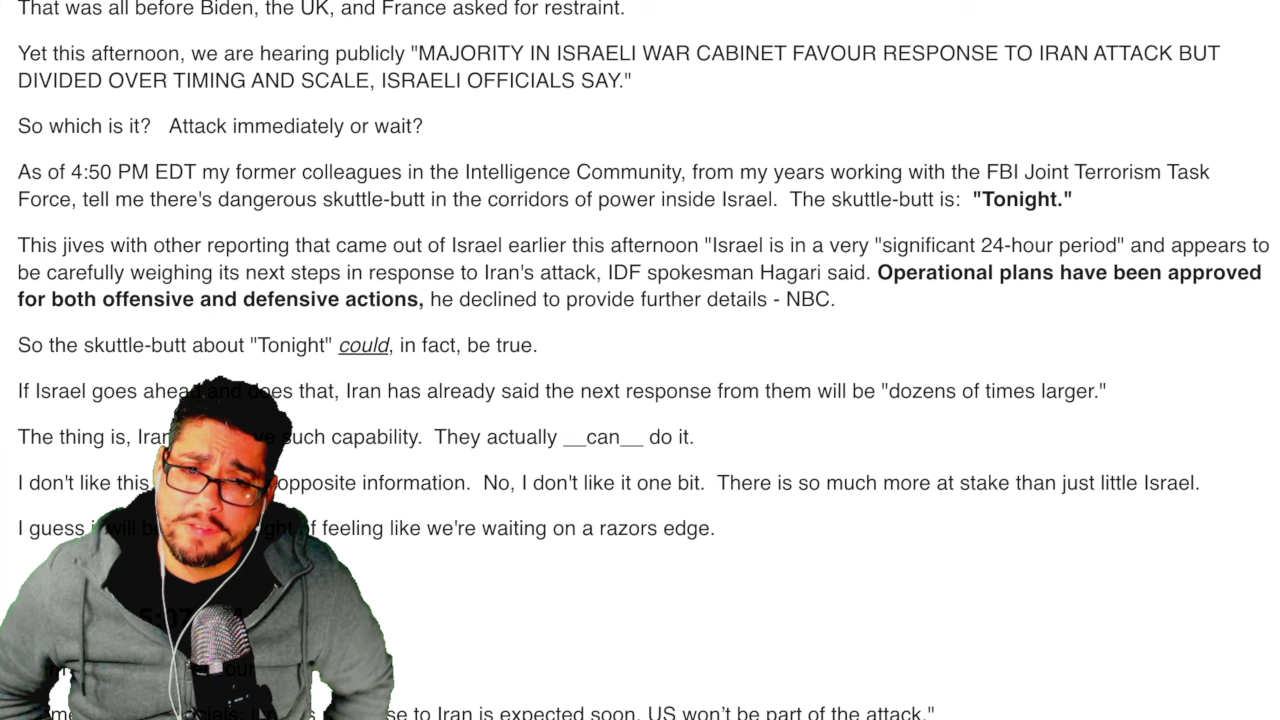 That was all before Biden, the UK, and France asked for restraint.
Yet this afternoon, we are hearing publicly "MAJORITY IN ISRAELI WAR CABINET FAVOUR RESPONSE TO IRAN ATTACK BUT
DIVIDED OVER TIMING AND SCALE, ISRAELI OFFICIALS SAY."
So which is it? Attack immediately or wait?
As of 4:50 PM EDT my former colleagues in the Intelligence Community, from my years working with the FBI Joint Terrorism Task
Force, tell me there's dangerous skuttle-butt in the corridors of power inside Israel. The skuttle-butt is: "Tonight."
This jives with other reporting that came out of Israel earlier this afternoon "Israel is in a very "significant 24-hour period" and appears to
be carefully weighing its next steps in response to Iran's attack, IDF spokesman Hagari said. Operational plans have been approved
for both offensive and defensive actions, he declined to provide further details - NBC.
So the skuttle-butt about "Tonight" could, in fact, be true.
If Israel goes ahead and does that, Iran has already said the next response from them will be "dozens of times larger."
The thing is, Iran such capability. They actually __can__ do it.
I don't like this opposite information. No, I don't like it one bit. There is so much more at stake than just little Israel.
I guess will of feeling like we're waiting on a razors edge.
to Iran is expected soon, US won't be part of the attack."